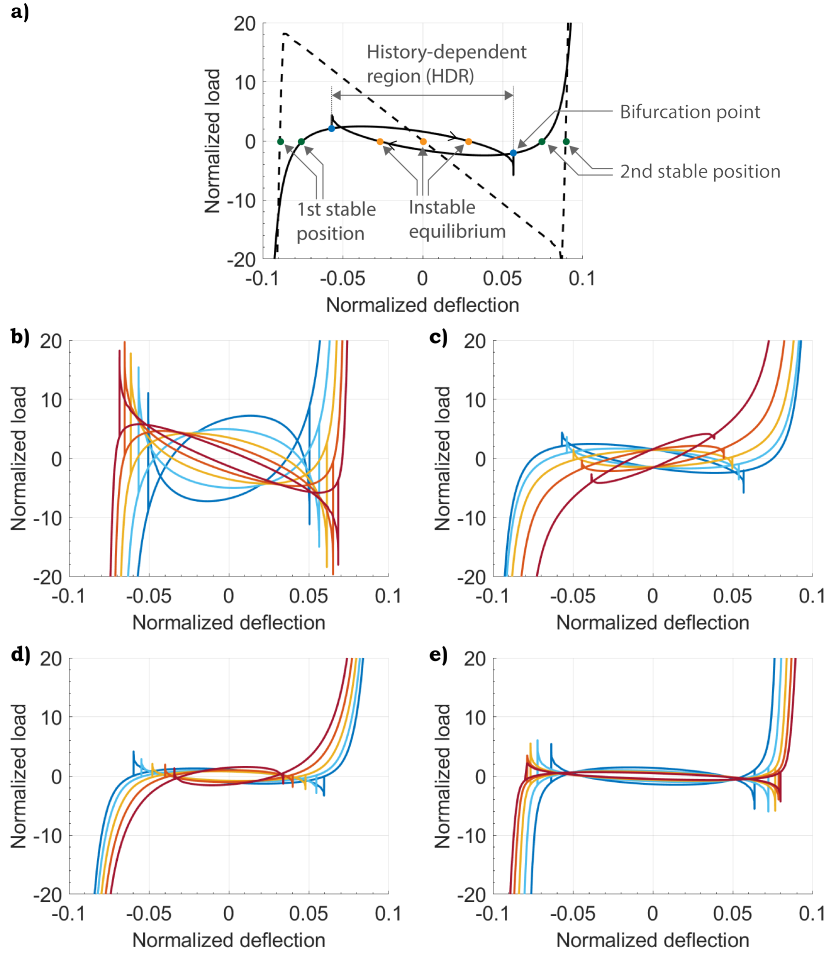 a)
20
10
0
-10
-20
Normalized load
History-dependent
region (HDR)
Bifurcation point
2nd stable position
1st stable
position
Instable
equilibrium
-0.1
-0.05
0
0.05
0.1
Normalized deflection
b)
20
10
0
-10
-20
Normalized load
-0.1
-0.05
0
0.05
0.1
Normalized deflection
c)
20
10
0
-10
-20
Normalized load
-0.1
-0.05
0
0.05
0.1
Normalized deflection
d)
20
10
0
-10
-20
Normalized load
-0.1
-0.05
0
0.05
0.1
Normalized deflection
e)
20
10
0
-10
-20
Normalized load
-0.1
-0.05
0
0.05
0.1
Normalized deflection